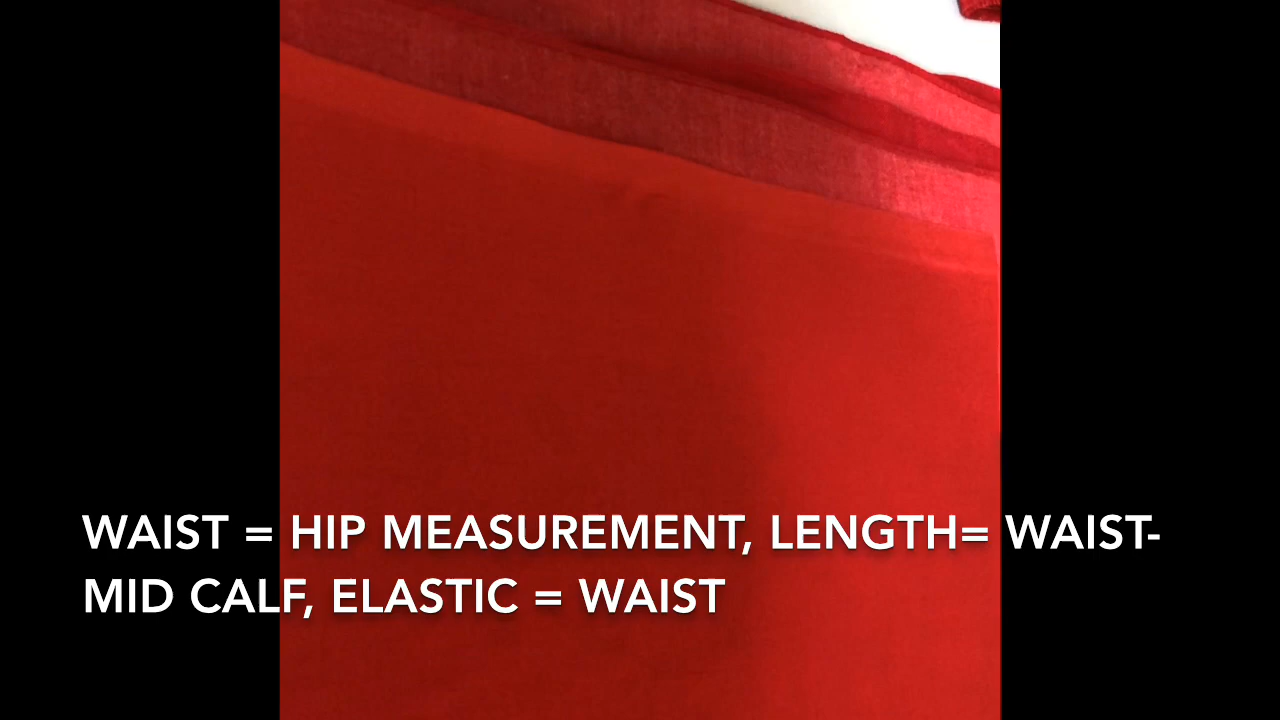 WAIST = HIP MEASUREMENT, LENGTH= WAIST-
MID CALF, ELASTIC = WAIST